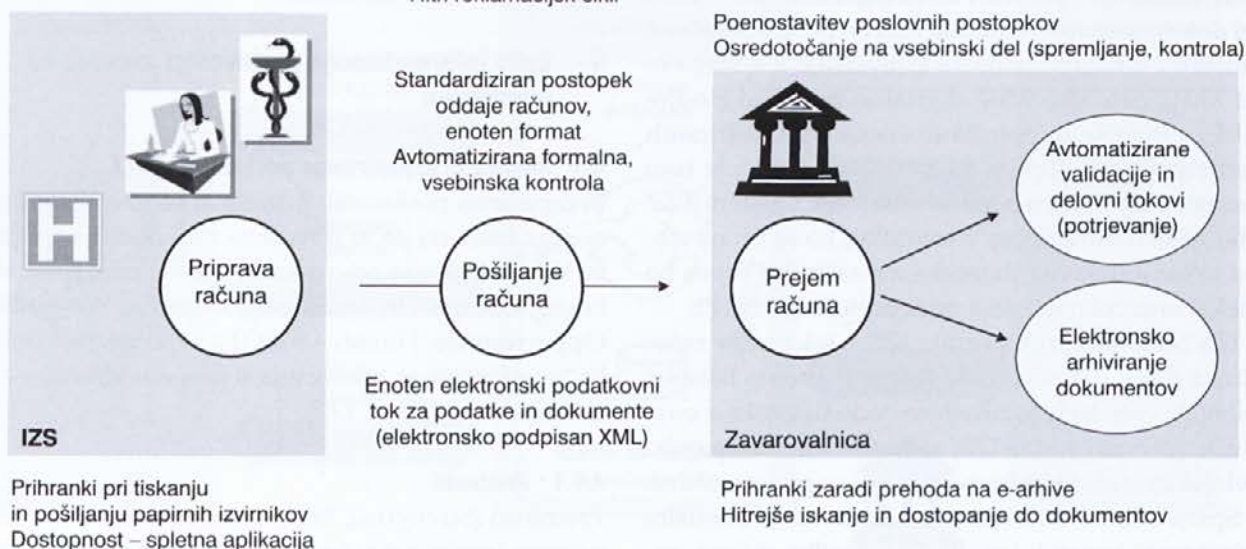 Poenostavitev poslovnih postopkov
Osredotočanje na vsebinski del (spremljanje, kontrola)
Standardiziran postopek
oddaje računov,
enoten format
Avtomatizirana formalna,
vsebinska kontrola
Avtomatizirane
validacije in
delovni tokovi
(potrjevanje)
H
Priprava
računa
Pošiljanje
računa
Prejem
računa
Elektronsko
arhiviranje
dokumentov
Enoten elektronski podatkovni
tok za podatke in dokumente
(elektronsko podpisan XML)
IZS
Zavarovalnica
Prihranki pri tiskanju
in pošiljanju papirnih izvirnikov
Dostopnost – spletna aplikacija
Prihranki zaradi prehoda na e-arhive
Hitrejše iskanje in dostopanje do dokumentov